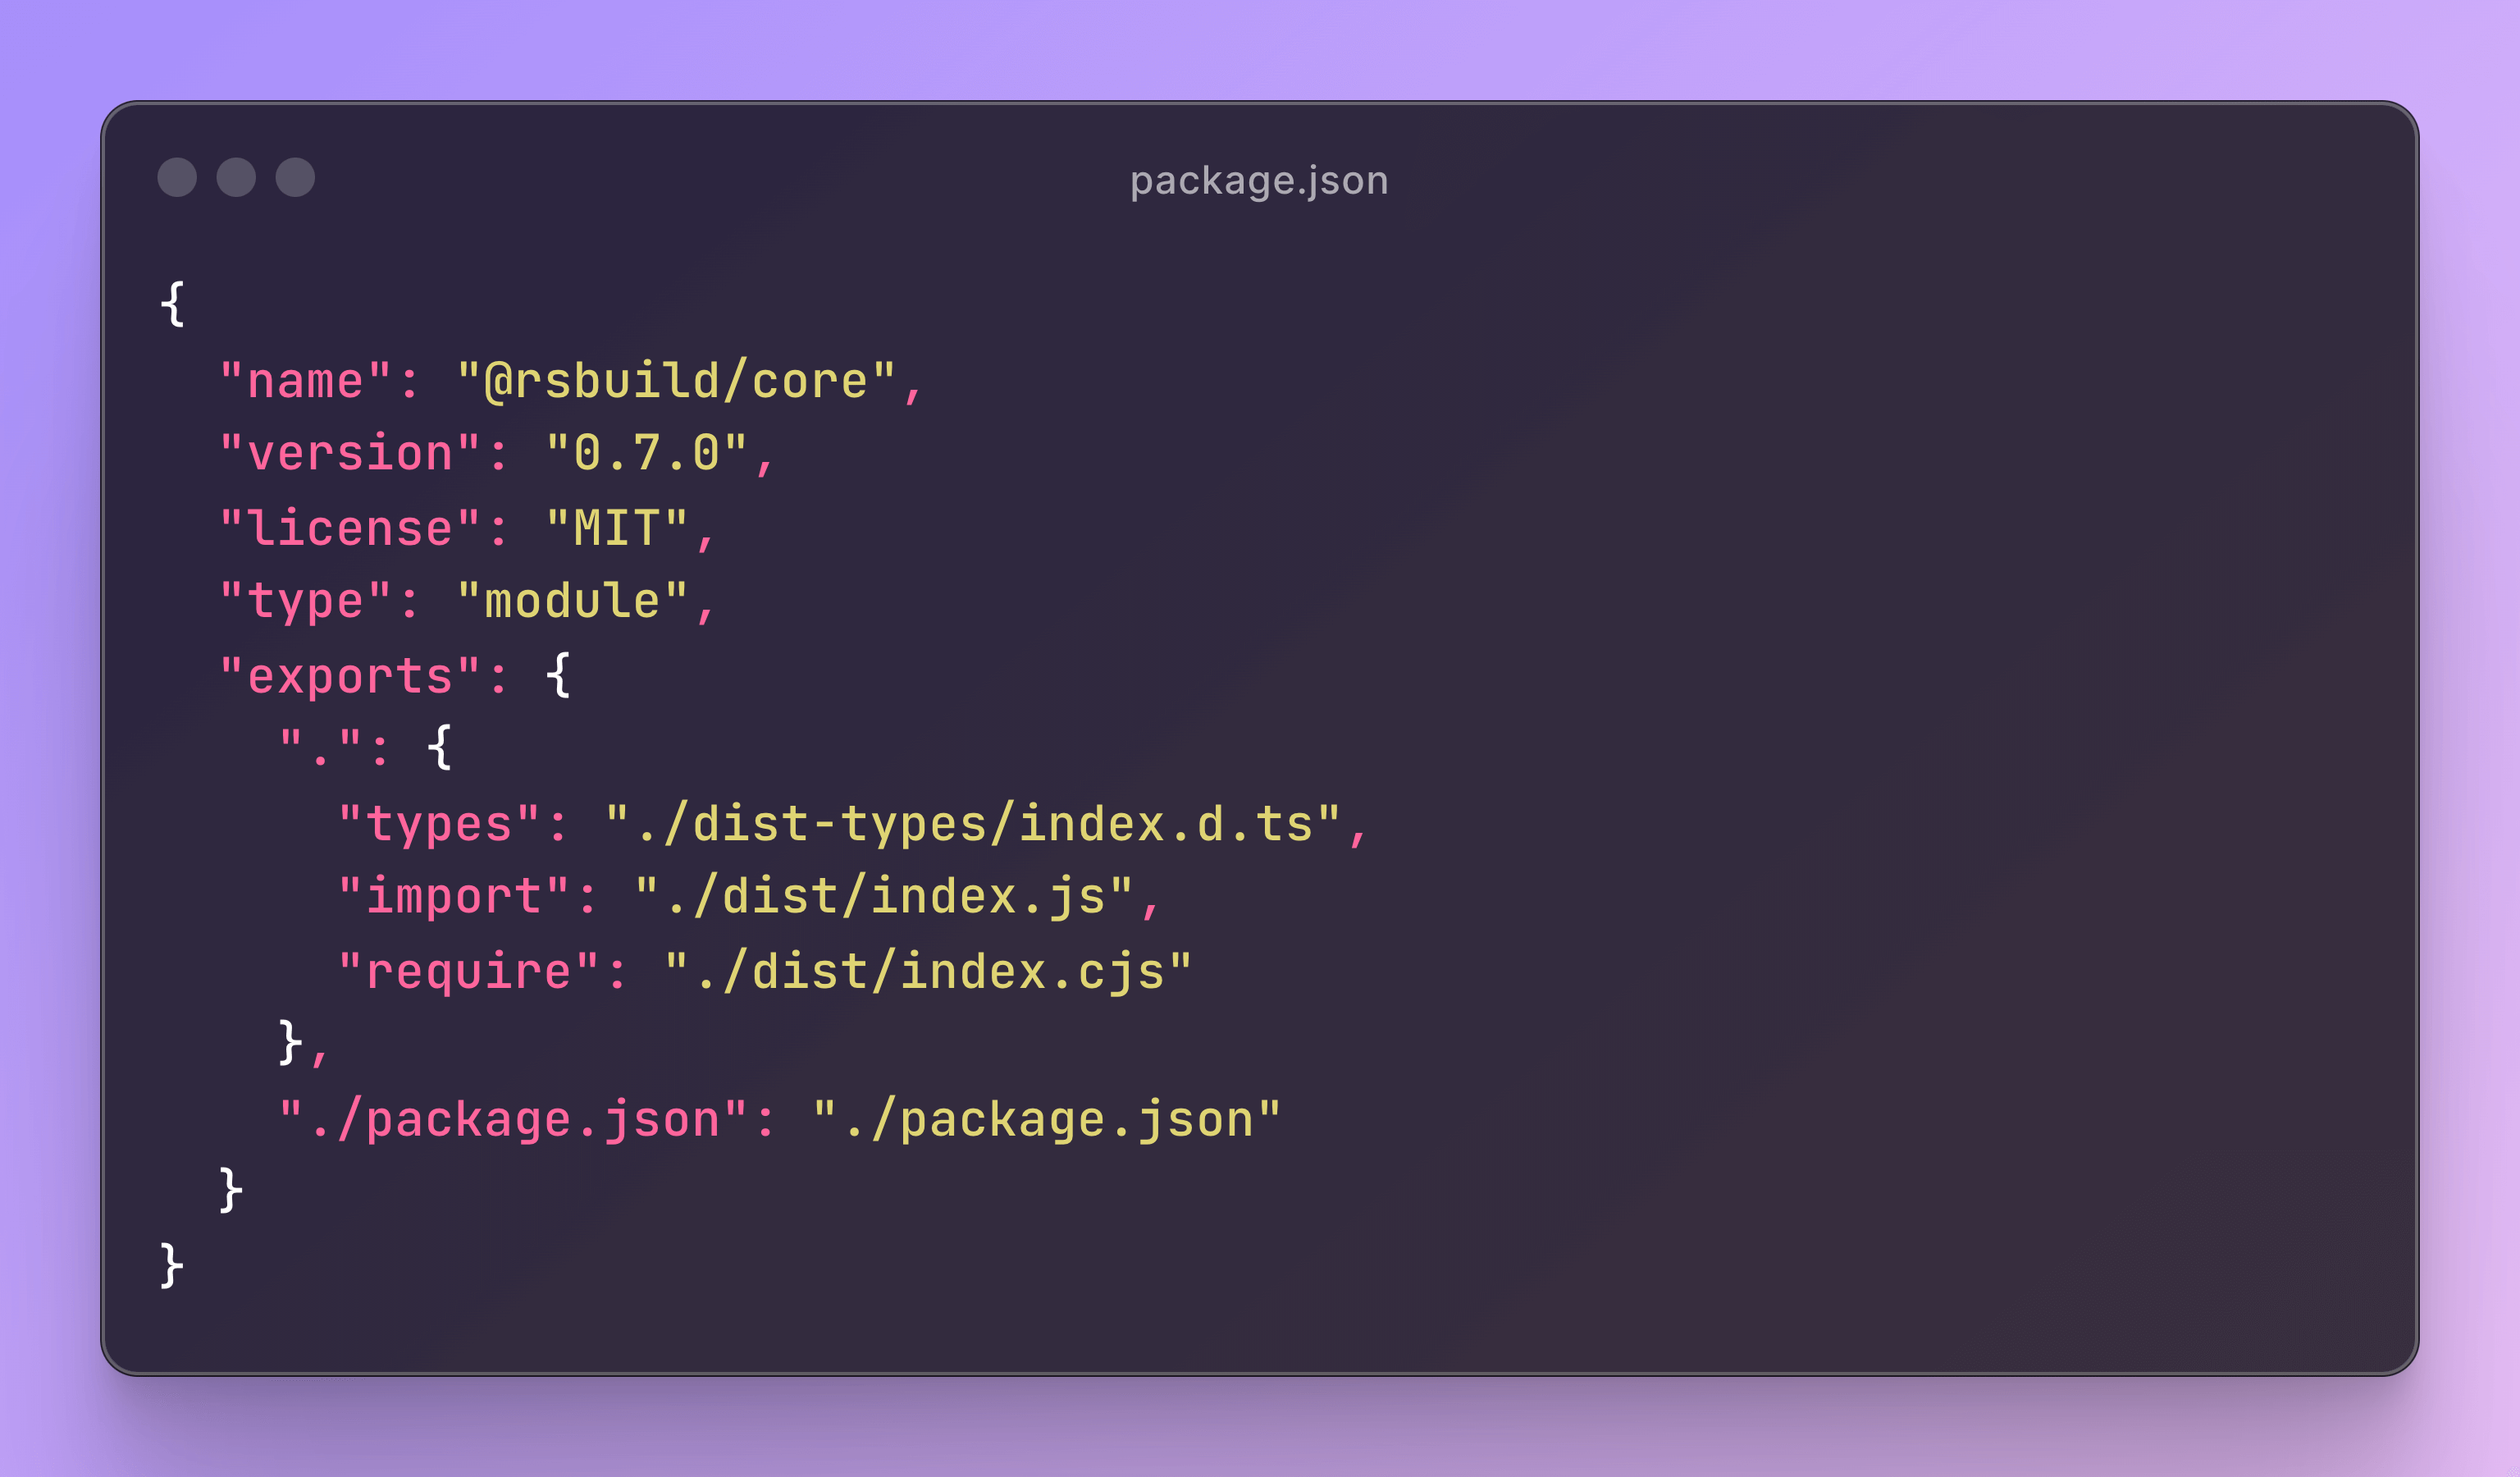 package.json
{
  "name": "@rsbuild/core",
  "version": "0.7.0",
  "license": "MIT",
  "type": "module",
  "exports": {
    ".": {
      "types": "./dist-types/index.d.ts",
      "import": "./dist/index.js",
      "require": "./dist/index.cjs"
    },
    "./package.json": "./package.json"
  }
}